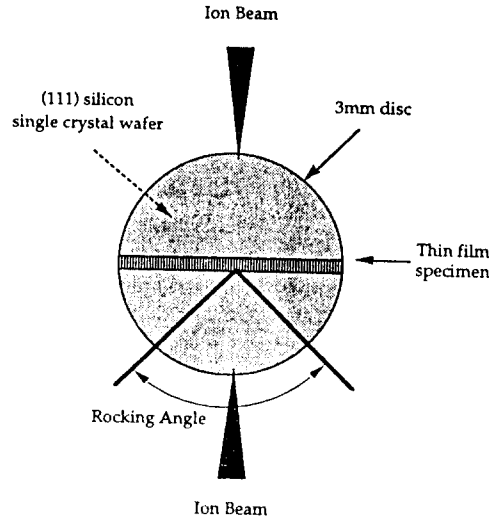 Ion Beam
(111) silicon
single crystal wafer
3mm disc
Thin film
specimen
Rocking Angle
Ion Beam